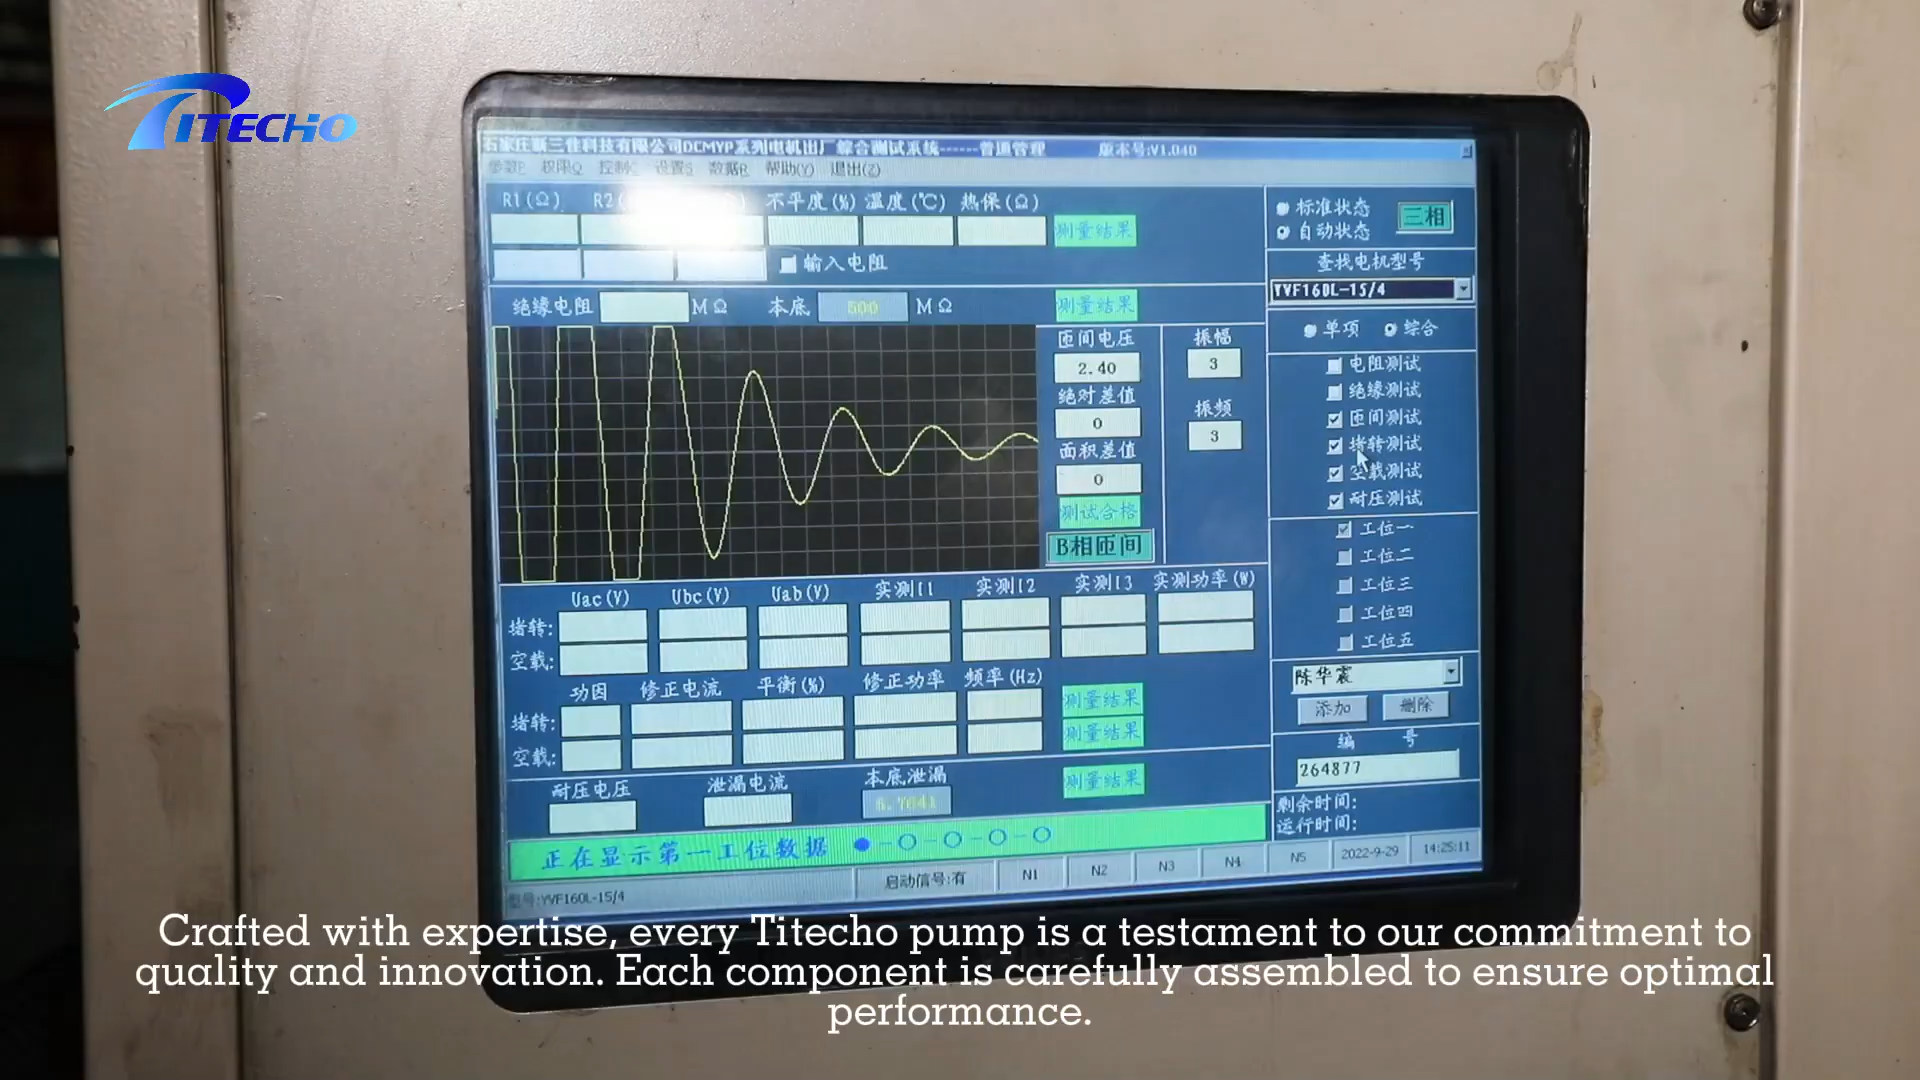 TITECHO
石家庄新三佳科技有限公司DCMYP系列电机出厂综合测试系统------普通管理 版本号:V1.040
参数P 权限Q 控制C 设置S 数据R 帮助(Y) 退出(Z)
R1(Ω) R2( 不平度(%) 温度(℃) 热保(Ω)
测量结果
输入电阻
绝缘电阻 MΩ 本底 500 MΩ
测量结果
匝间电压 振幅
2.40 3
绝对差值 振频
0 3
面积差值
0
测试合格
B相匝间
标准状态 三相
自动状态
查找电机型号
YVF160L-15/4
单项 综合
电阻测试
绝缘测试
匝间测试
堵转测试
空载测试
耐压测试
工位一
工位二
工位三
工位四
工位五
陈华震
添加 删除
编 号
264877
剩余时间:
运行时间:
Uac(V) Ubc(V) Uab(V) 实测I1 实测I2 实测I3 实测功率(W)
堵转:
空载:
功因 修正电流 平衡(%) 修正功率 频率(Hz)
堵转: 测量结果
空载: 测量结果
耐压电压 泄漏电流 本底泄漏 测量结果
正在显示第一工位数据
型号:YVF160L-15/4 启动信号:有 N1 N2 N3 N4 N5 2022-9-29 14:25:11
Crafted with expertise, every Titecho pump is a testament to our commitment to
quality and innovation. Each component is carefully assembled to ensure optimal
performance.